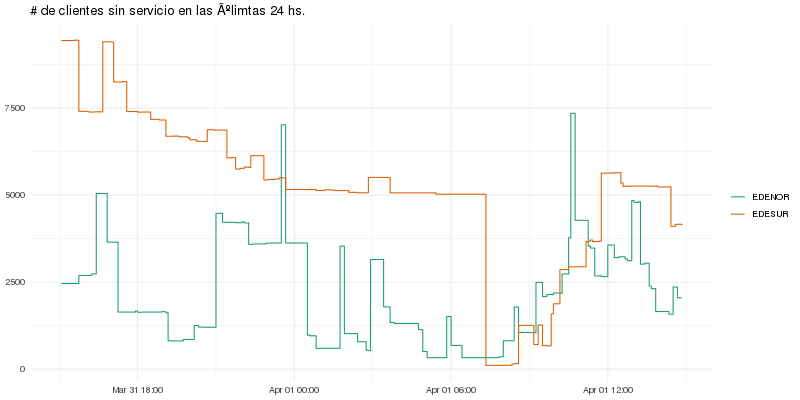 # de clientes sin servicio en las Ãºlimtas 24 hs.
7500
5000
2500
0
Mar 31 18:00
Apr 01 00:00
Apr 01 06:00
Apr 01 12:00
EDENOR
EDESUR